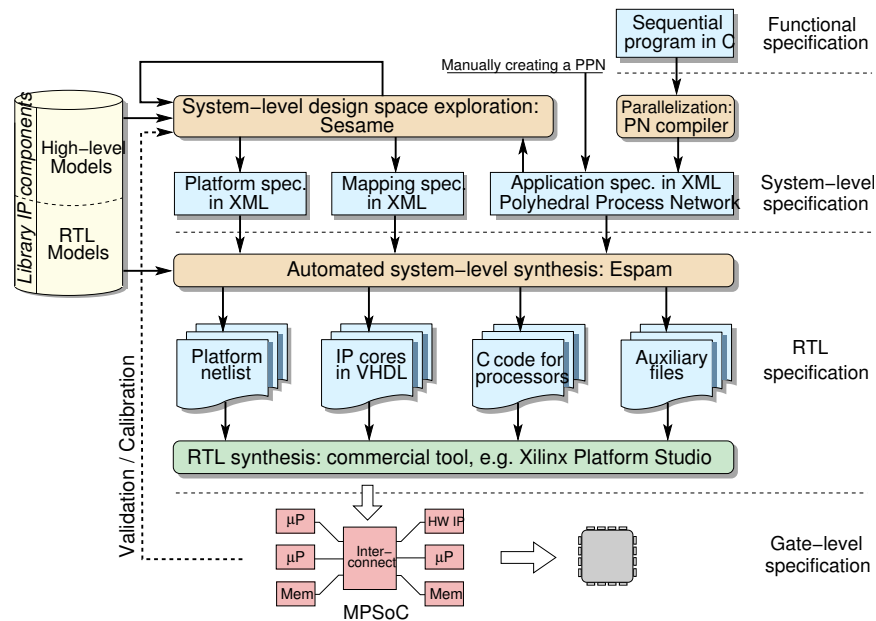 Sequential
program in C
Functional
specification
Manually creating a PPN
Library IP components
High−level
Models
RTL
Models
System−level design space exploration:
Sesame
Parallelization:
PN compiler
Platform spec.
in XML
Mapping spec.
in XML
Application spec. in XML
Polyhedral Process Network
System−level
specification
Automated system−level synthesis: Espam
Platform
netlist
IP cores
in VHDL
C code for
processors
Auxiliary
files
RTL
specification
Validation / Calibration
RTL synthesis: commercial tool, e.g. Xilinx Platform Studio
μP
HW IP
μP
Inter−
connect
μP
Mem
Mem
MPSoC
Gate−level
specification